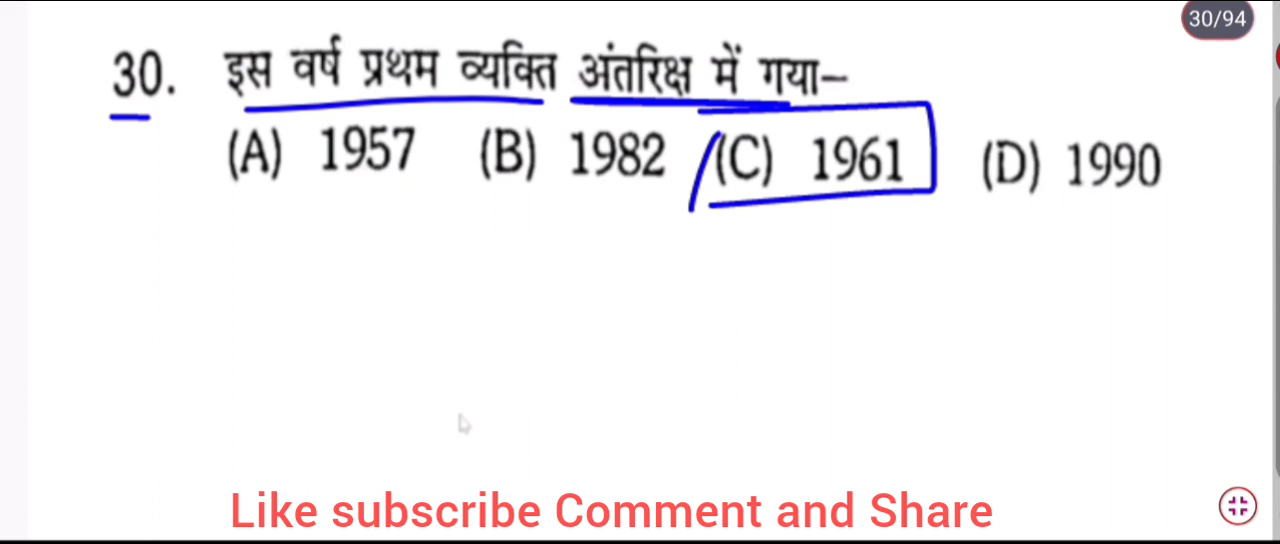 30/94
30. इस वर्ष प्रथम व्यक्ति अंतरिक्ष में गया–
(A) 1957 (B) 1982 (C) 1961 (D) 1990
Like subscribe Comment and Share